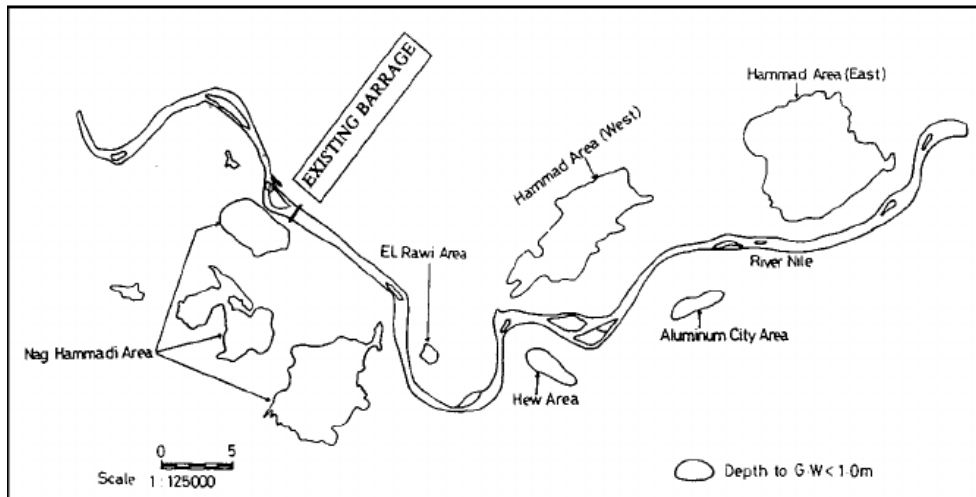 Hammad Area (East)
EXISTING BARRAGE
Hammad Area (West)
EL Rawi Area
River Nile
Aluminum City Area
Nag Hammadi Area
Hew Area
0 5
Scale 1 : 125000
Depth to G.W < 1.0m